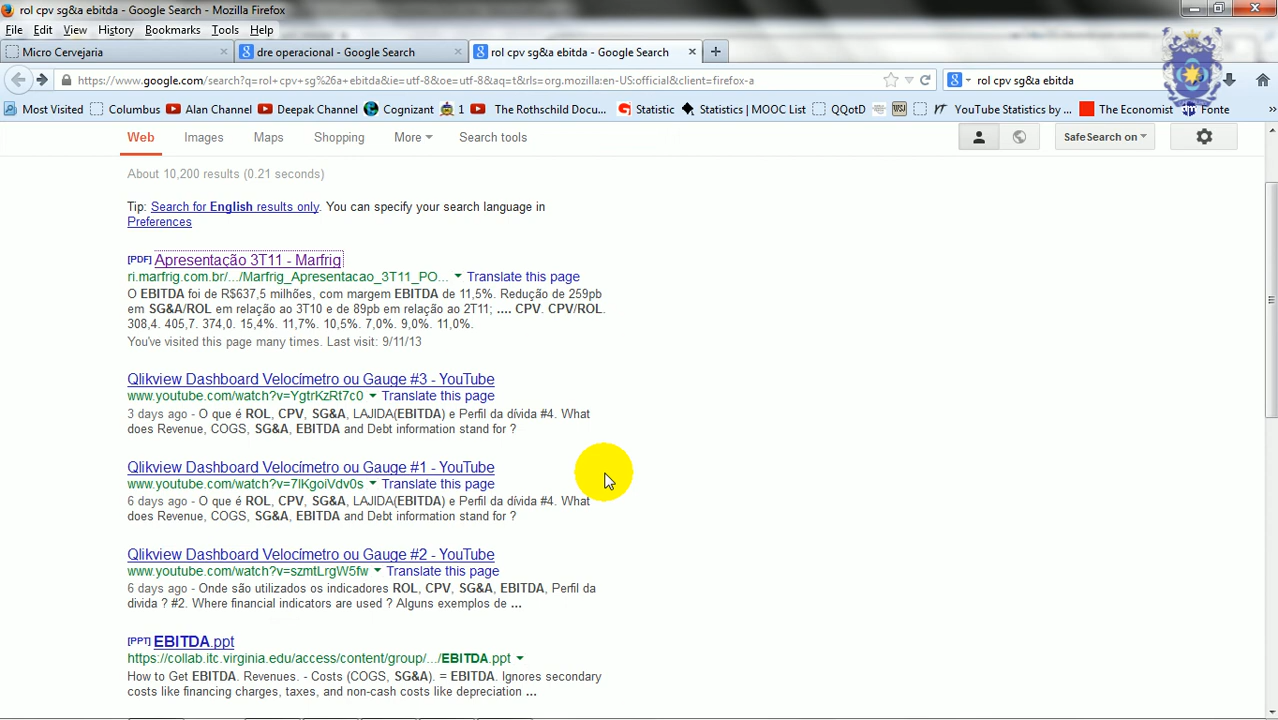 rol cpv sg&a ebitda - Google Search - Mozilla Firefox
File Edit View History Bookmarks Tools Help
Micro Cervejaria dre operacional - Google Search rol cpv sg&a ebitda - Google Search
https://www.google.com/search?q=rol+cpv+sg%26a+ebitda&ie=utf-8&oe=utf-8&aq=t&rls=org.mozilla:en-US:official&client=firefox-a rol cpv sg&a ebitda
Most Visited Columbus Alan Channel Deepak Channel Cognizant 1 The Rothschild Docu... Statistic Statistics | MOOC List QQotD WSJ YouTube Statistics by ... The Economist Fonte
Web Images Maps Shopping More Search tools SafeSearch on
About 10,200 results (0.21 seconds)
Tip: Search for English results only. You can specify your search language in
Preferences
[PDF] Apresentação 3T11 - Marfrig
ri.marfrig.com.br/.../Marfrig_Apresentacao_3T11_PO... Translate this page
O EBITDA foi de R$637,5 milhões, com margem EBITDA de 11,5%. Redução de 259pb
em SG&A/ROL em relação ao 3T10 e de 89pb em relação ao 2T11; .... CPV. CPV/ROL.
308,4. 405,7. 374,0. 15,4%. 11,7%. 10,5%. 7,0%. 9,0%. 11,0%.
You've visited this page many times. Last visit: 9/11/13
Qlikview Dashboard Velocímetro ou Gauge #3 - YouTube
www.youtube.com/watch?v=YgtrKzRt7c0 Translate this page
3 days ago - O que é ROL, CPV, SG&A, LAJIDA(EBITDA) e Perfil da dívida #4. What
does Revenue, COGS, SG&A, EBITDA and Debt information stand for ?
Qlikview Dashboard Velocímetro ou Gauge #1 - YouTube
www.youtube.com/watch?v=7lKgoiVdv0s Translate this page
6 days ago - O que é ROL, CPV, SG&A, LAJIDA(EBITDA) e Perfil da dívida #4. What
does Revenue, COGS, SG&A, EBITDA and Debt information stand for ?
Qlikview Dashboard Velocímetro ou Gauge #2 - YouTube
www.youtube.com/watch?v=szmtLrgW5fw Translate this page
6 days ago - Onde são utilizados os indicadores ROL, CPV, SG&A, EBITDA, Perfil da
divida ? #2. Where financial indicators are used ? Alguns exemplos de ...
[PPT] EBITDA.ppt
https://collab.itc.virginia.edu/access/content/group/.../EBITDA.ppt
How to Get EBITDA. Revenues. - Costs (COGS, SG&A). = EBITDA. Ignores secondary
costs like financing charges, taxes, and non-cash costs like depreciation ...